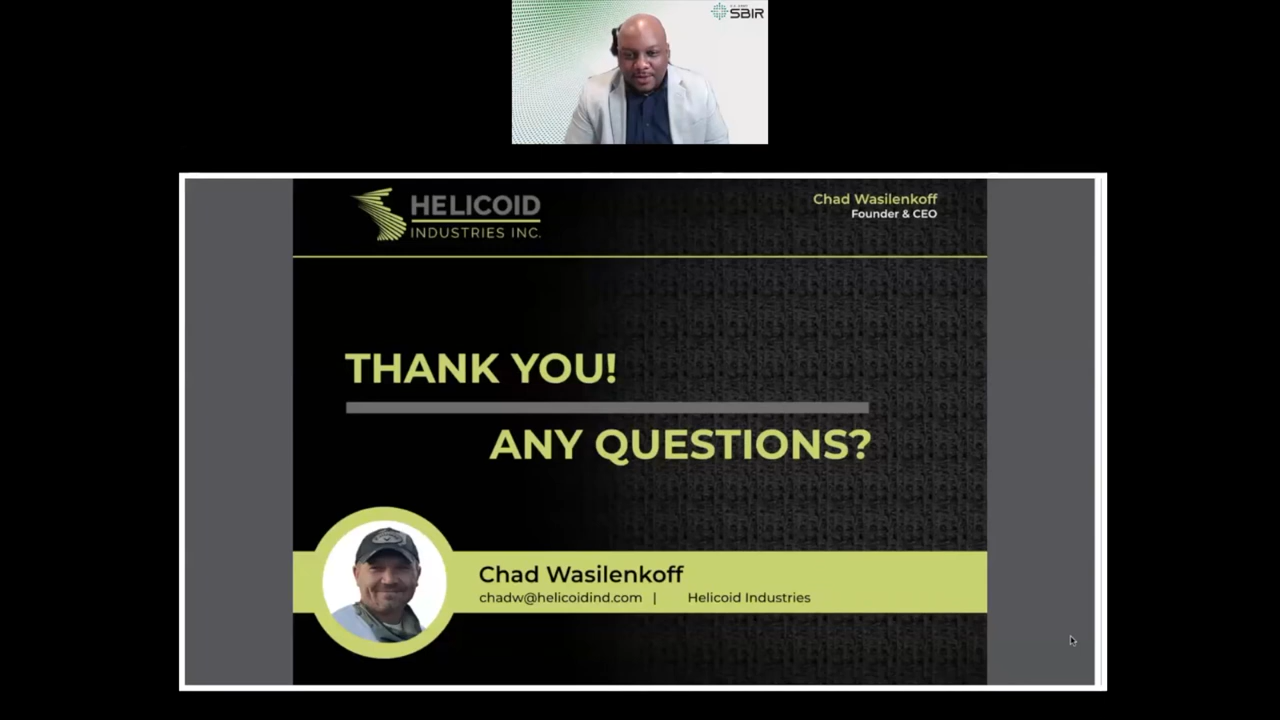 SBIR
HELICOID
INDUSTRIES INC.
Chad Wasilenkoff
Founder & CEO
THANK YOU!
ANY QUESTIONS?
Chad Wasilenkoff
chadw@helicoidind.com | Helicoid Industries